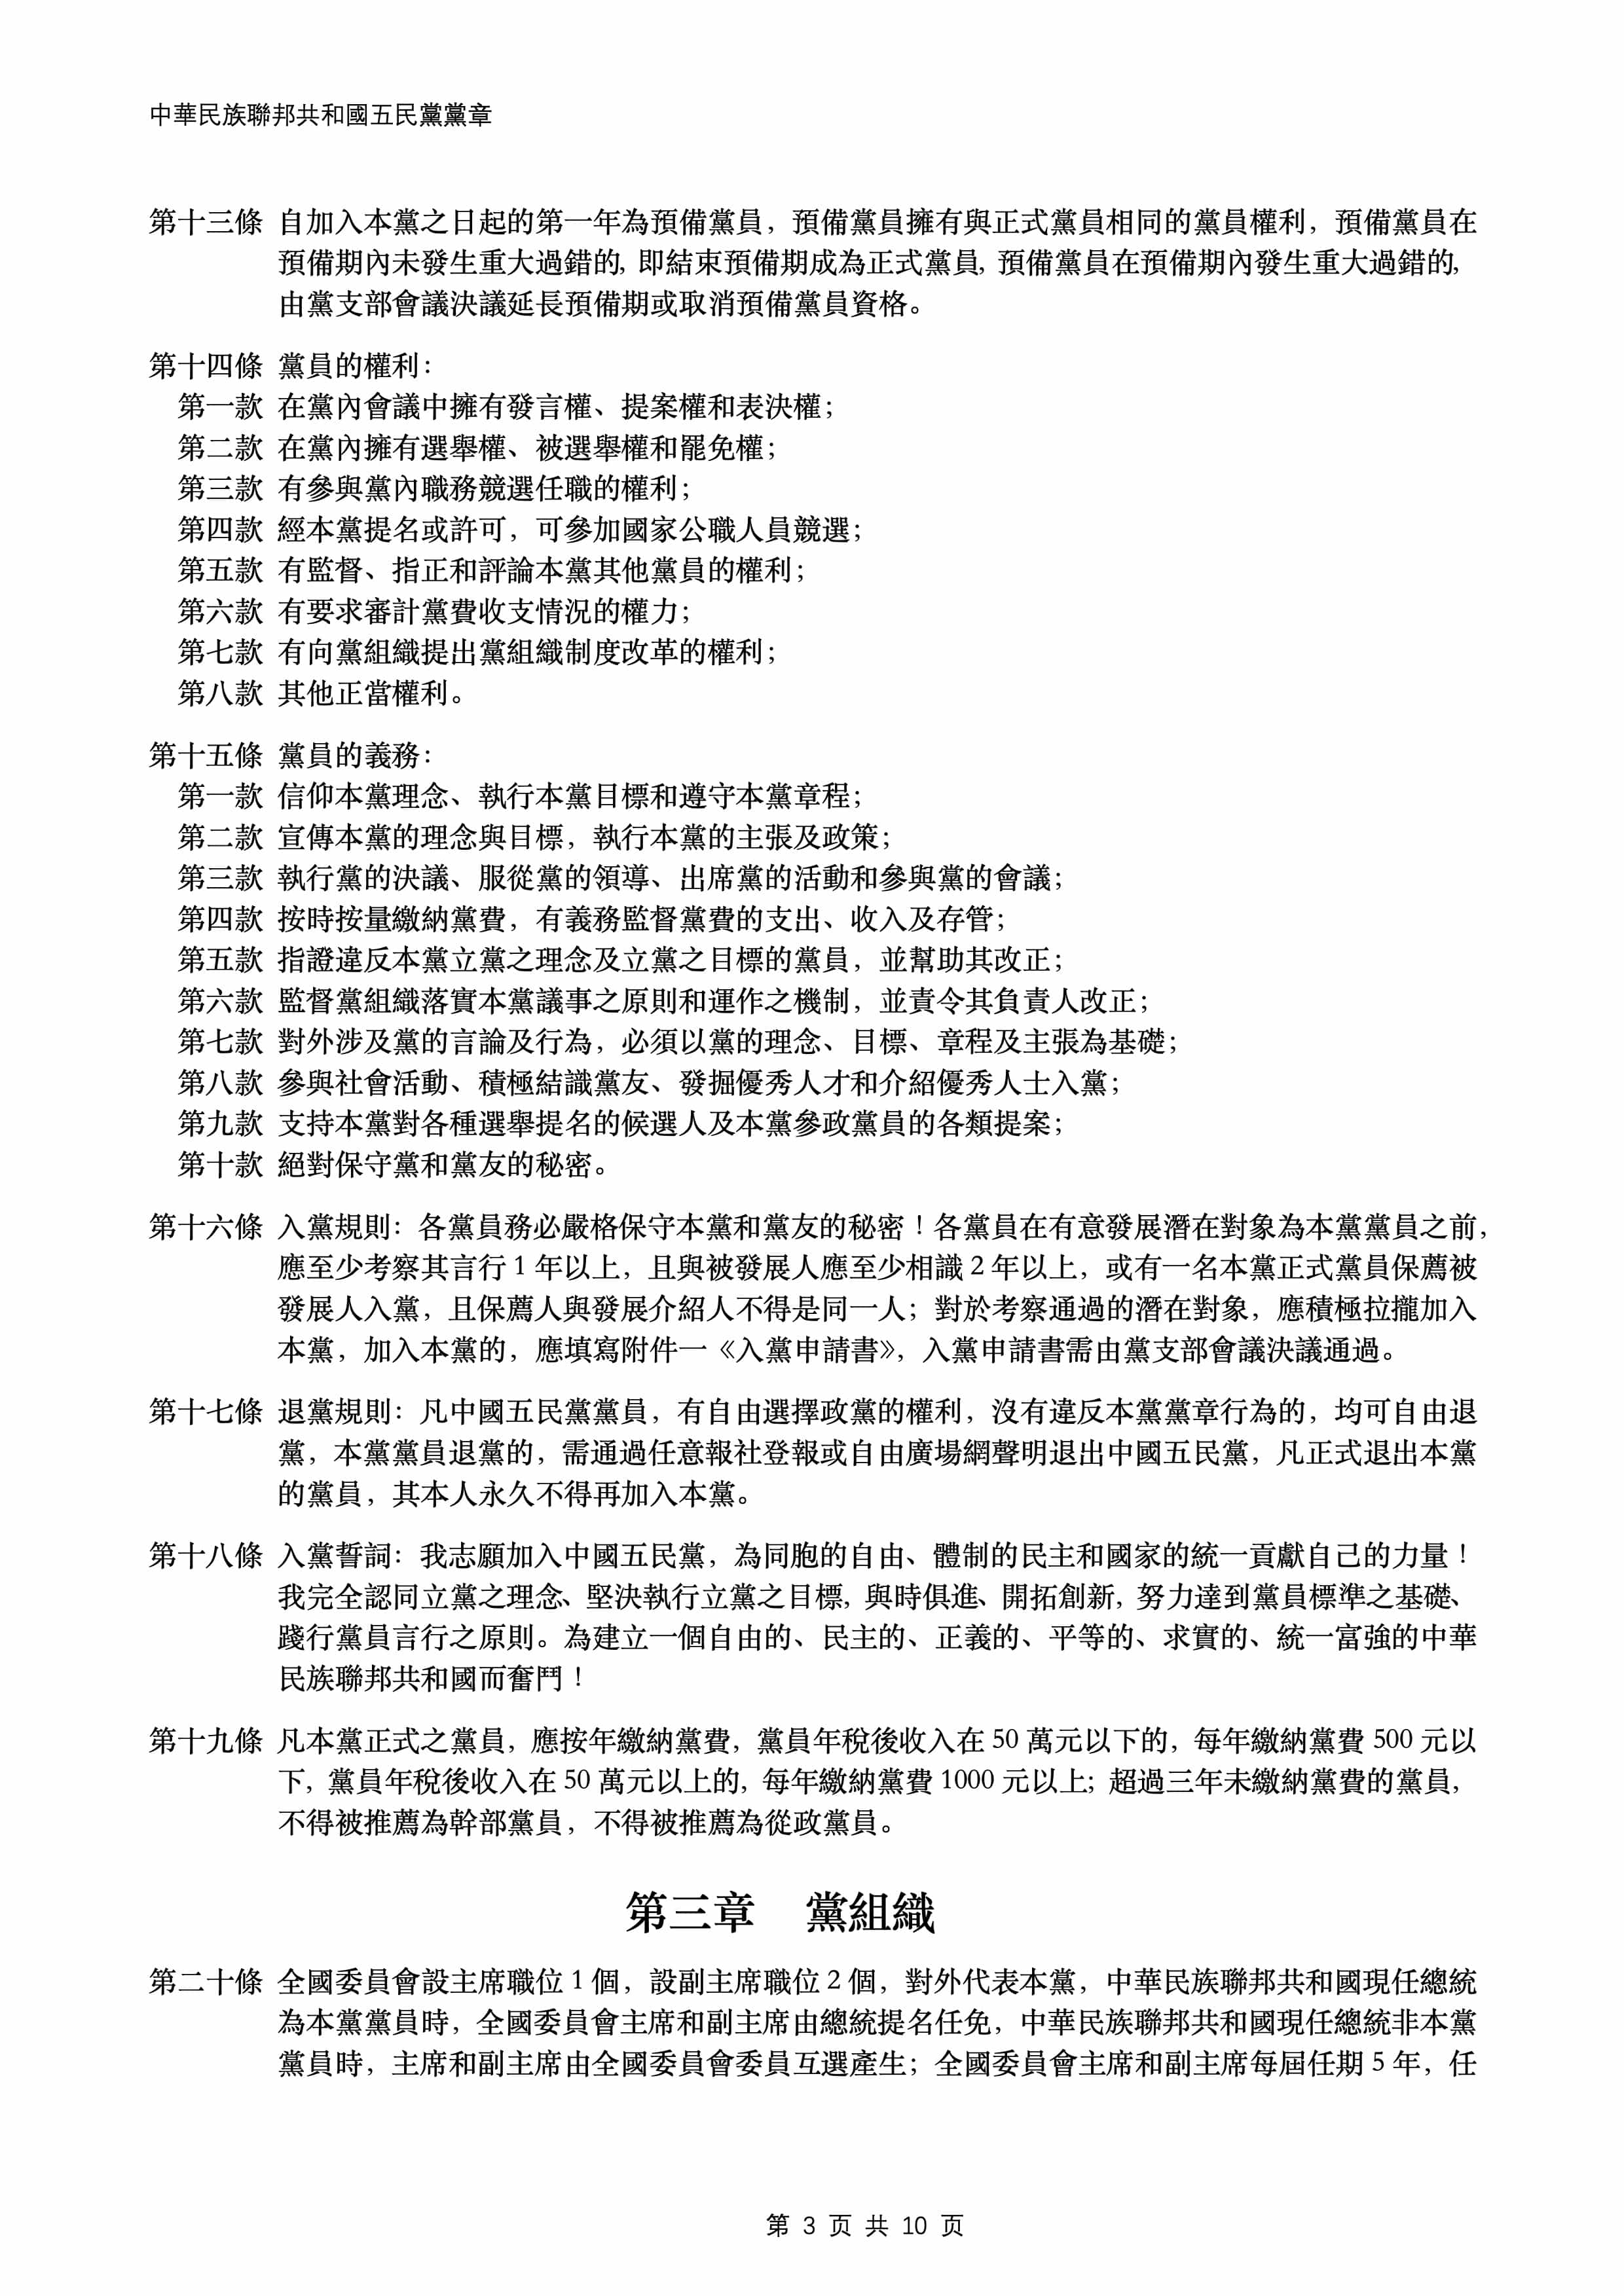 中華民族聯邦共和國五民黨黨章
第十三條 自加入本黨之日起的第一年為預備黨員，預備黨員擁有與正式黨員相同的黨員權利，預備黨員在
預備期內未發生重大過錯的，即結束預備期成為正式黨員，預備黨員在預備期內發生重大過錯的，
由黨支部會議決議延長預備期或取消預備黨員資格。
第十四條 黨員的權利：
第一款 在黨內會議中擁有發言權、提案權和表決權；
第二款 在黨內擁有選舉權、被選舉權和罷免權；
第三款 有參與黨內職務競選任職的權利；
第四款 經本黨提名或許可，可參加國家公職人員競選；
第五款 有監督、指正和評論本黨其他黨員的權利；
第六款 有要求審計黨費收支情況的權力；
第七款 有向黨組織提出黨組織制度改革的權利；
第八款 其他正當權利。
第十五條 黨員的義務：
第一款 信仰本黨理念、執行本黨目標和遵守本黨章程；
第二款 宣傳本黨的理念與目標，執行本黨的主張及政策；
第三款 執行黨的決議、服從黨的領導、出席黨的活動和參與黨的會議；
第四款 按時按量繳納黨費，有義務監督黨費的支出、收入及存管；
第五款 指證違反本黨立黨之理念及立黨之目標的黨員，並幫助其改正；
第六款 監督黨組織落實本黨議事之原則和運作之機制，並責令其負責人改正；
第七款 對外涉及黨的言論及行為，必須以黨的理念、目標、章程及主張為基礎；
第八款 參與社會活動、積極結識黨友、發掘優秀人才和介紹優秀人士入黨；
第九款 支持本黨對各種選舉提名的候選人及本黨參政黨員的各類提案；
第十款 絕對保守黨和黨友的秘密。
第十六條 入黨規則：各黨員務必嚴格保守本黨和黨友的秘密！各黨員在有意發展潛在對象為本黨黨員之前，
應至少考察其言行 1 年以上，且與被發展人應至少相識 2 年以上，或有一名本黨正式黨員保薦被
發展人入黨，且保薦人與發展介紹人不得是同一人；對於考察通過的潛在對象，應積極拉攏加入
本黨，加入本黨的，應填寫附件一《入黨申請書》，入黨申請書需由黨支部會議決議通過。
第十七條 退黨規則：凡中國五民黨黨員，有自由選擇政黨的權利，沒有違反本黨黨章行為的，均可自由退
黨，本黨黨員退黨的，需通過任意報社登報或自由廣場網聲明退出中國五民黨，凡正式退出本黨
的黨員，其本人永久不得再加入本黨。
第十八條 入黨誓詞：我志願加入中國五民黨，為同胞的自由、體制的民主和國家的統一貢獻自己的力量！
我完全認同立黨之理念、堅決執行立黨之目標，與時俱進、開拓創新，努力達到黨員標準之基礎、
踐行黨員言行之原則。為建立一個自由的、民主的、正義的、平等的、求實的、統一富強的中華
民族聯邦共和國而奮鬥！
第十九條 凡本黨正式之黨員，應按年繳納黨費，黨員年稅後收入在 50 萬元以下的，每年繳納黨費 500 元以
下，黨員年稅後收入在 50 萬元以上的，每年繳納黨費 1000 元以上；超過三年未繳納黨費的黨員，
不得被推薦為幹部黨員，不得被推薦為從政黨員。
第三章 黨組織
第二十條 全國委員會設主席職位 1 個，設副主席職位 2 個，對外代表本黨，中華民族聯邦共和國現任總統
為本黨黨員時，全國委員會主席和副主席由總統提名任免，中華民族聯邦共和國現任總統非本黨
黨員時，主席和副主席由全國委員會委員互選產生；全國委員會主席和副主席每屆任期 5 年，任
第 3 页 共 10 页